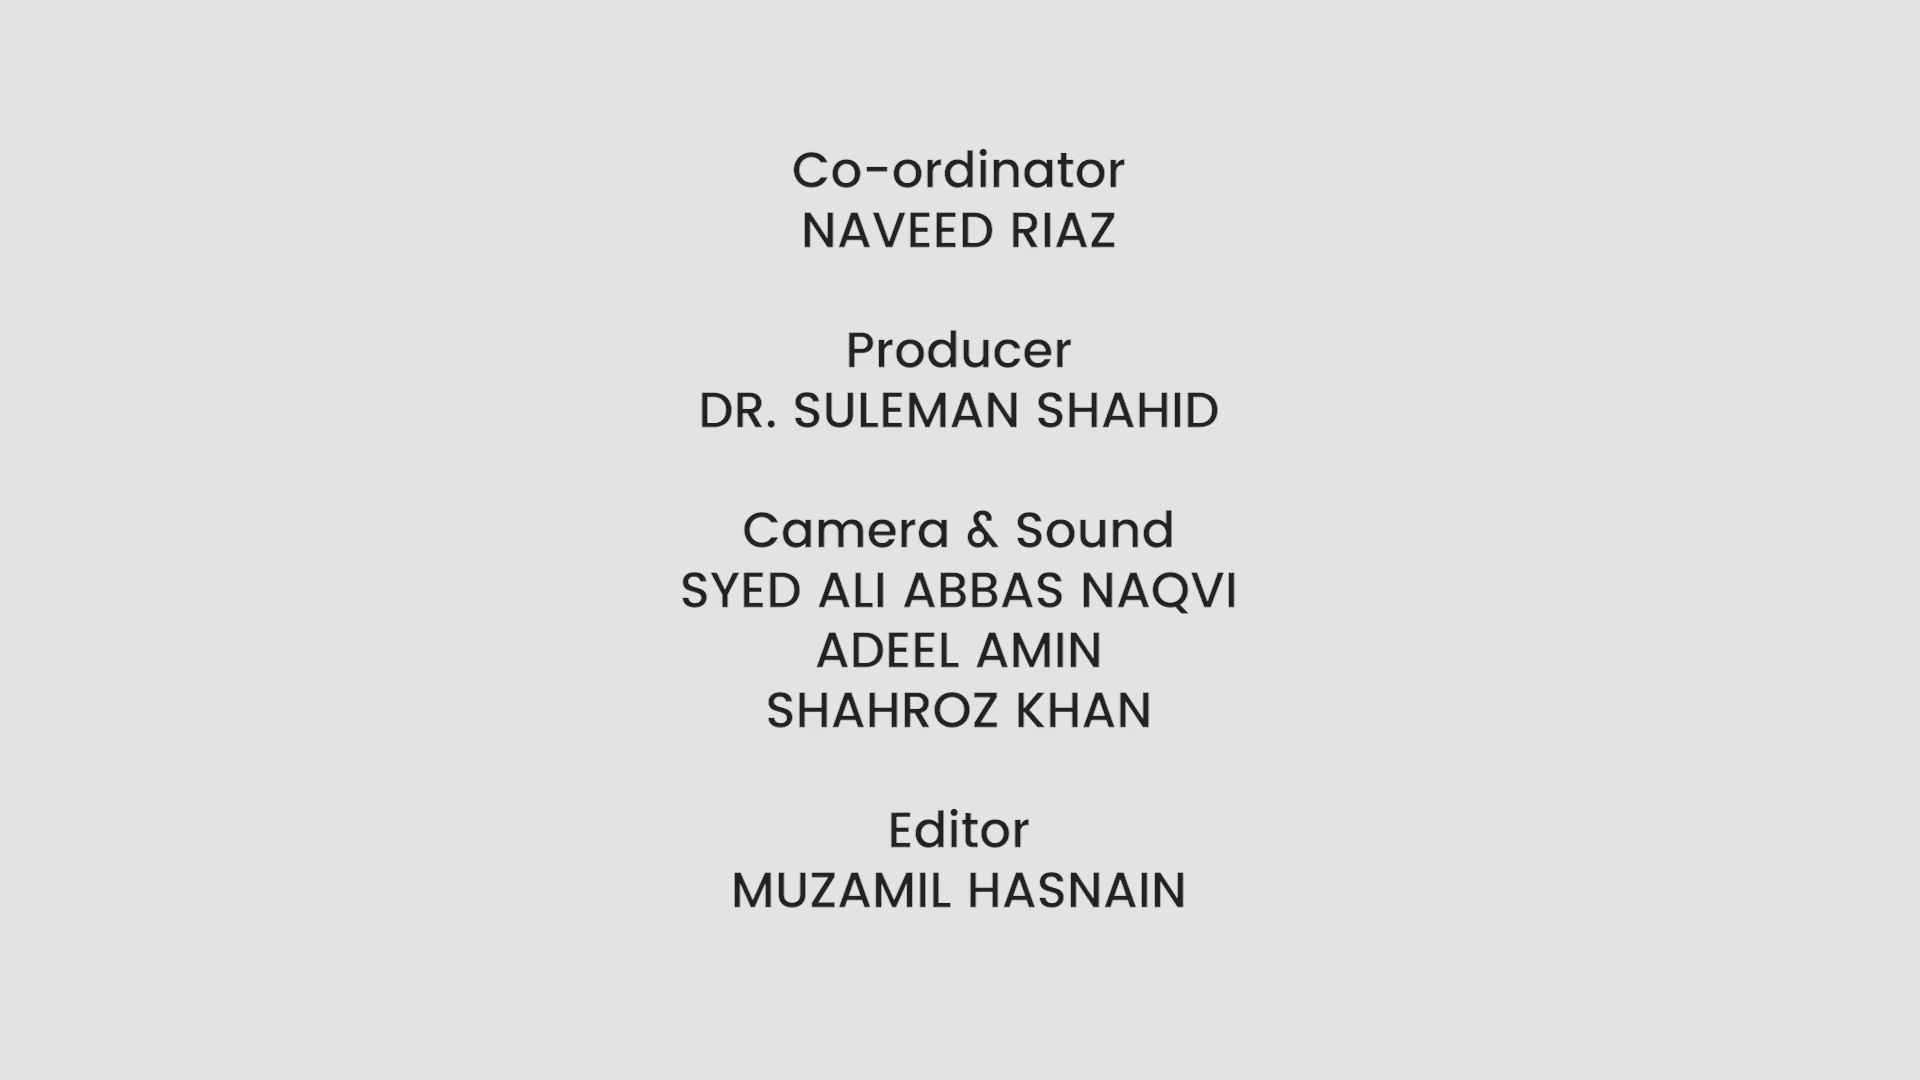 Co-ordinator
NAVEED RIAZ
Producer
DR. SULEMAN SHAHID
Camera & Sound
SYED ALI ABBAS NAQVI
ADEEL AMIN
SHAHROZ KHAN
Editor
MUZAMIL HASNAIN